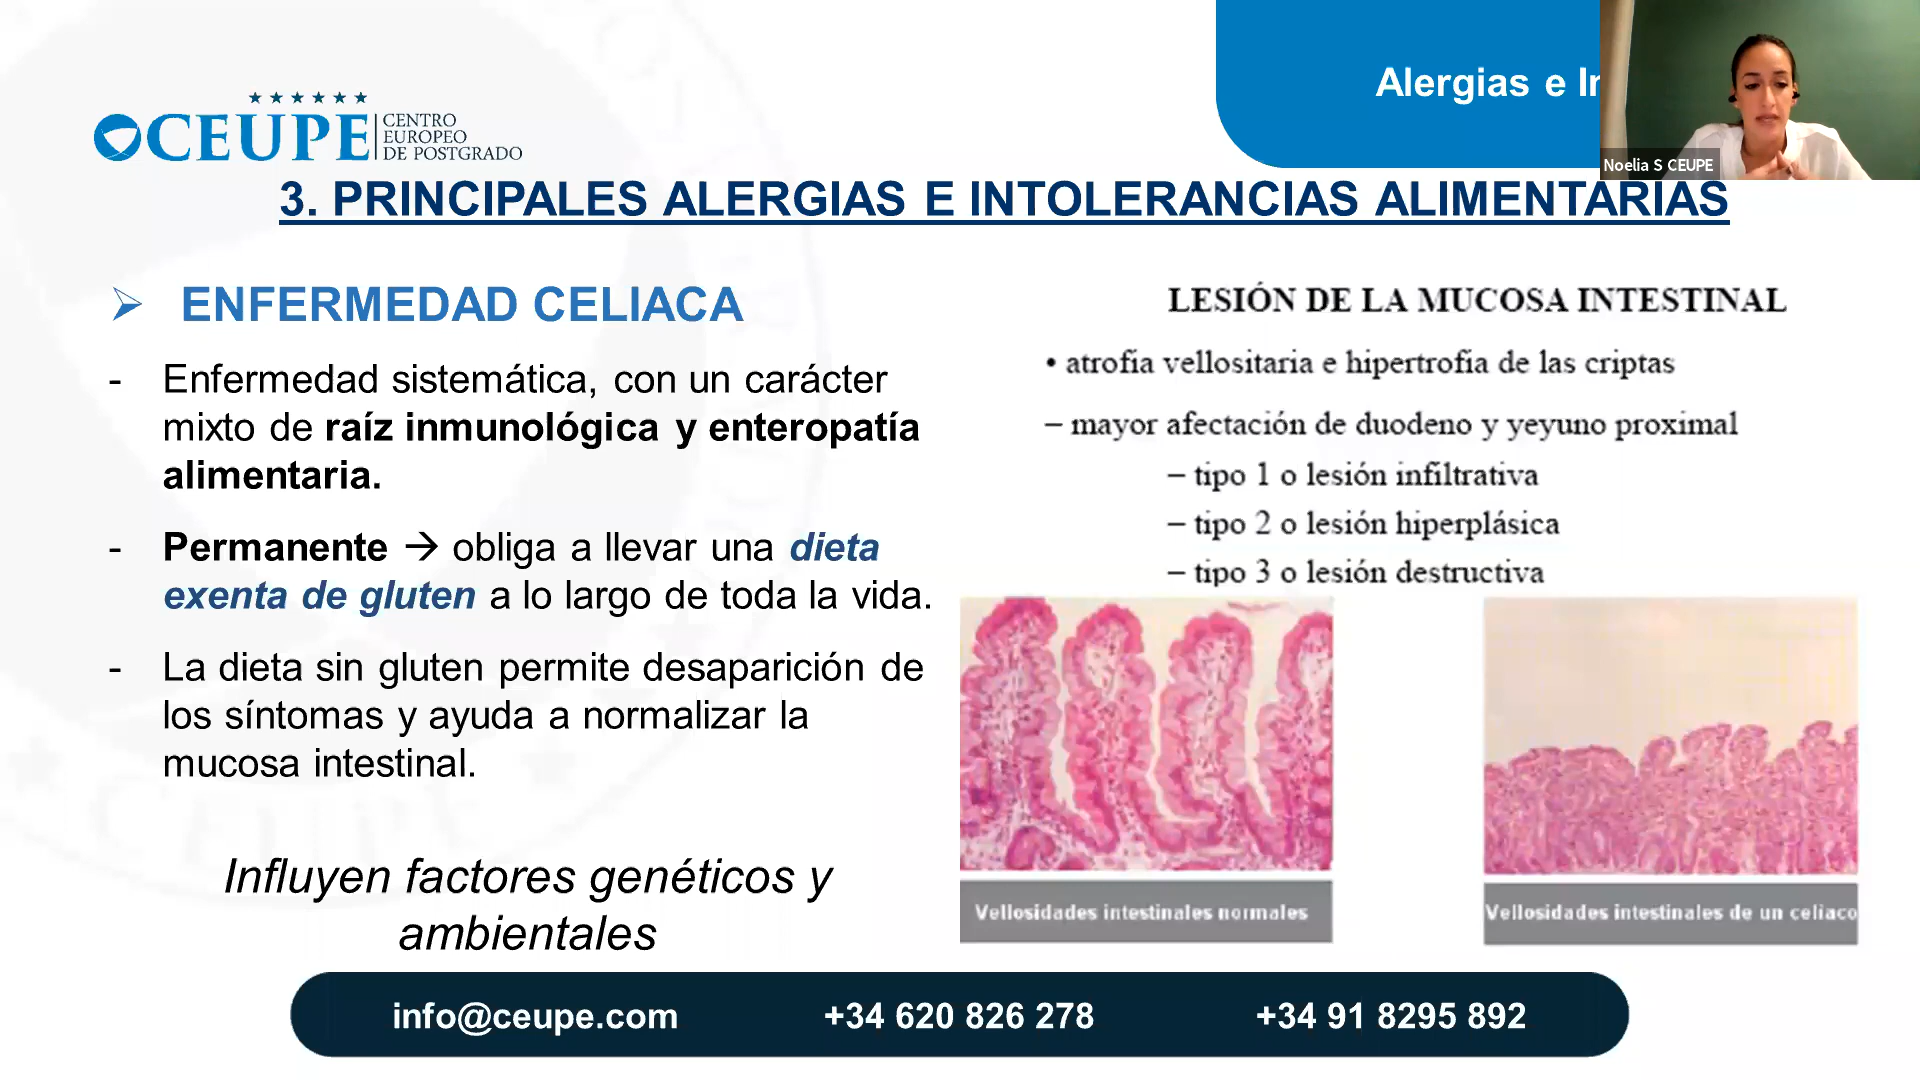 Alergias e
Noelia S CEUPE
CEUPE
CENTRO
EUROPEO
DE POSTGRADO
3. PRINCIPALES ALERGIAS E INTOLERANCIAS ALIMENTARIAS
➢ ENFERMEDAD CELIACA
- Enfermedad sistemática, con un carácter
mixto de raíz inmunológica y enteropatía
alimentaria.
- Permanente → obliga a llevar una dieta
exenta de gluten a lo largo de toda la vida.
- La dieta sin gluten permite desaparición de
los síntomas y ayuda a normalizar la
mucosa intestinal.
Influyen factores genéticos y
ambientales
LESIÓN DE LA MUCOSA INTESTINAL
• atrofia vellositaria e hipertrofia de las criptas
– mayor afectación de duodeno y yeyuno proximal
– tipo 1 o lesión infiltrativa
– tipo 2 o lesión hiperplásica
– tipo 3 o lesión destructiva
Vellosidades intestinales normales
Vellosidades intestinales de un celiaco
info@ceupe.com
+34 620 826 278
+34 91 8295 892